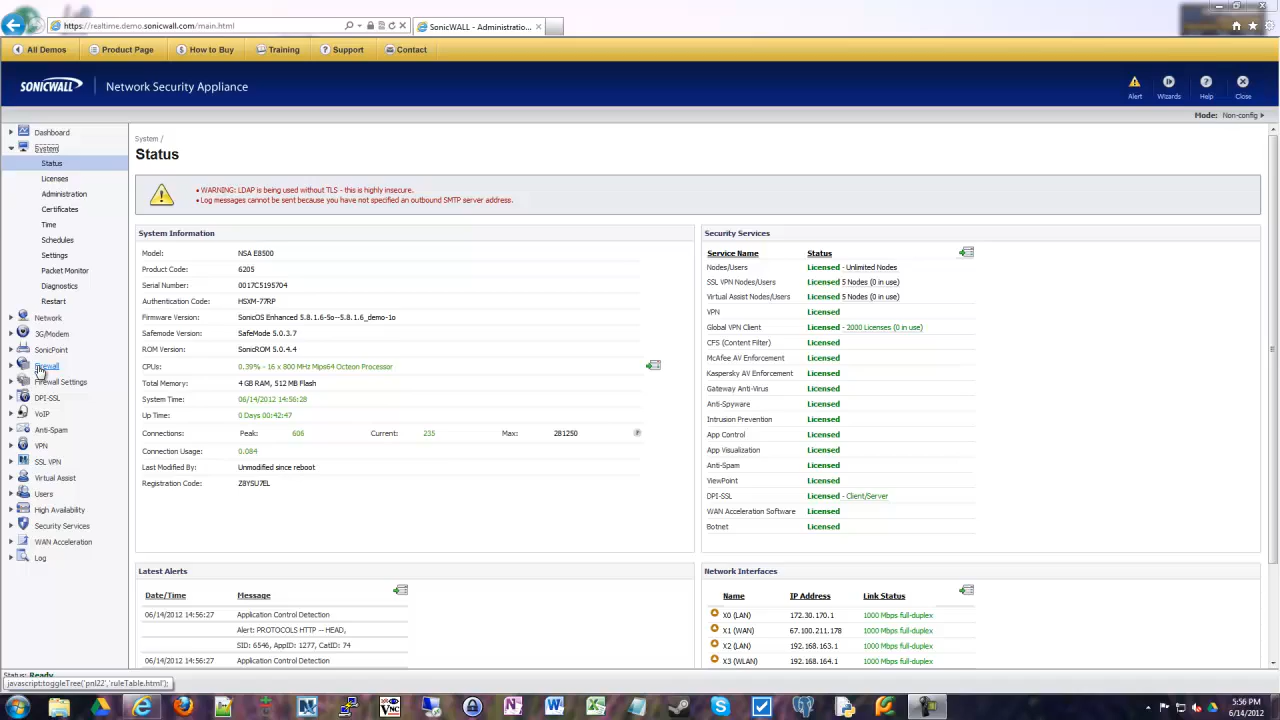 https://realtime.demo.sonicwall.com/main.html
SonicWALL - Administratio...
All Demos
Product Page
How to Buy
Training
Support
Contact
SONICWALL
Network Security Appliance
Alert
Wizards
Help
Close
Mode: Non-config
Dashboard
System
Status
Licenses
Administration
Certificates
Time
Schedules
Settings
Packet Monitor
Diagnostics
Restart
Network
3G/Modem
SonicPoint
Firewall
Firewall Settings
DPI-SSL
VoIP
Anti-Spam
VPN
SSL VPN
Virtual Assist
Users
High Availability
Security Services
WAN Acceleration
Log
System /
Status
• WARNING: LDAP is being used without TLS - this is highly insecure.
• Log messages cannot be sent because you have not specified an outbound SMTP server address.
System Information
Model: NSA E8500
Product Code: 6205
Serial Number: 0017C5195704
Authentication Code: HSXM-77RP
Firmware Version: SonicOS Enhanced 5.8.1.6-5o--5.8.1.6_demo-1o
Safemode Version: SafeMode 5.0.3.7
ROM Version: SonicROM 5.0.4.4
CPUs: 0.39% - 16 x 800 MHz Mips64 Octeon Processor
Total Memory: 4 GB RAM, 512 MB Flash
System Time: 06/14/2012 14:56:28
Up Time: 0 Days 00:42:47
Connections: Peak: 606 Current: 235 Max: 281250
Connection Usage: 0.084
Last Modified By: Unmodified since reboot
Registration Code: Z8YSU7EL
Security Services
Service Name Status
Nodes/Users Licensed - Unlimited Nodes
SSL VPN Nodes/Users Licensed 5 Nodes (0 in use)
Virtual Assist Nodes/Users Licensed 5 Nodes (0 in use)
VPN Licensed
Global VPN Client Licensed - 2000 Licenses (0 in use)
CFS (Content Filter) Licensed
McAfee AV Enforcement Licensed
Kaspersky AV Enforcement Licensed
Gateway Anti-Virus Licensed
Anti-Spyware Licensed
Intrusion Prevention Licensed
App Control Licensed
App Visualization Licensed
Anti-Spam Licensed
ViewPoint Licensed
DPI-SSL Licensed - Client/Server
WAN Acceleration Software Licensed
Botnet Licensed
Latest Alerts
Date/Time Message
06/14/2012 14:56:27 Application Control Detection
Alert: PROTOCOLS HTTP -- HEAD,
SID: 6546, AppID: 1277, CatID: 74
06/14/2012 14:56:27 Application Control Detection
Network Interfaces
Name IP Address Link Status
X0 (LAN) 172.30.170.1 1000 Mbps full-duplex
X1 (WAN) 67.100.211.178 1000 Mbps full-duplex
X2 (LAN) 192.168.163.1 1000 Mbps full-duplex
X3 (WLAN) 192.168.164.1 1000 Mbps full-duplex
Status: Ready
javascript:toggleTree('pnl22','ruleTable.html');
5:56 PM
6/14/2012